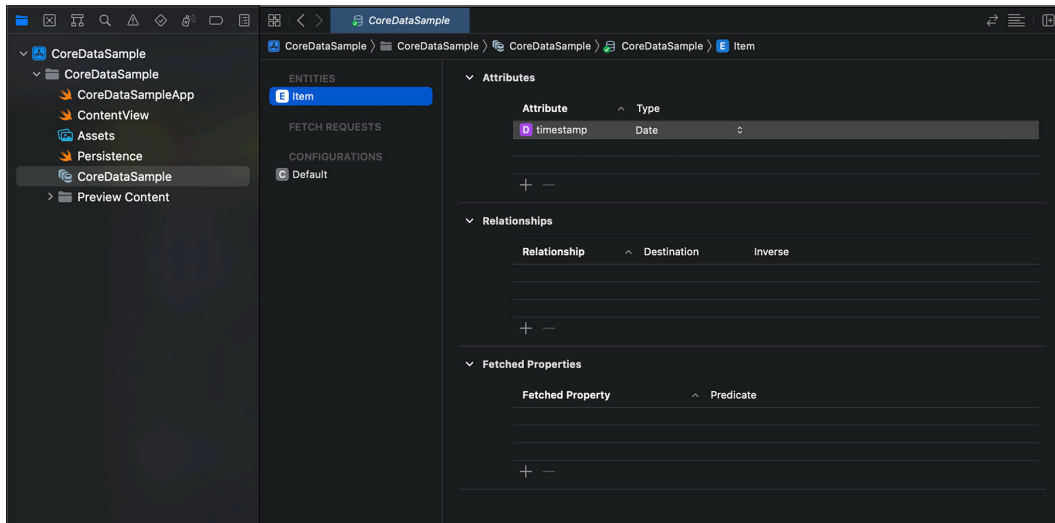 CoreDataSample
CoreDataSample 〉 CoreDataSample 〉 CoreDataSample 〉 CoreDataSample 〉 E Item
CoreDataSample
CoreDataSample
CoreDataSampleApp
ContentView
Assets
Persistence
CoreDataSample
Preview Content
ENTITIES
E Item
FETCH REQUESTS
CONFIGURATIONS
C Default
Attributes
Attribute Type
D timestamp Date
Relationships
Relationship Destination Inverse
Fetched Properties
Fetched Property Predicate